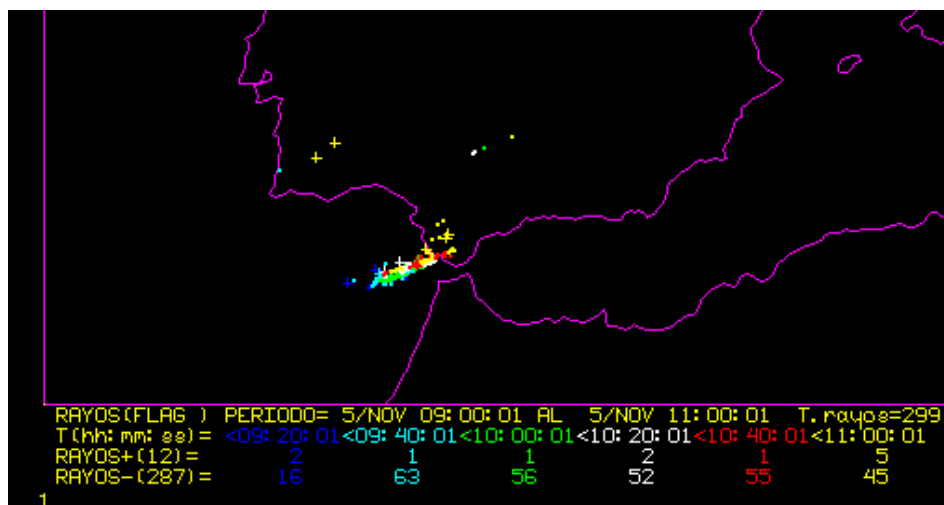 RAYOS(FLAG ) PERIODO= 5/NOV 09:00:01 AL 5/NOV 11:00:01 T.rayos=299
T(hh:mm:ss)= <09:20:01<09:40:01<10:00:01<10:20:01<10:40:01<11:00:01
RAYOS+(12)= 2 1 1 2 1 5
RAYOS-(287)= 16 63 56 52 55 45
1